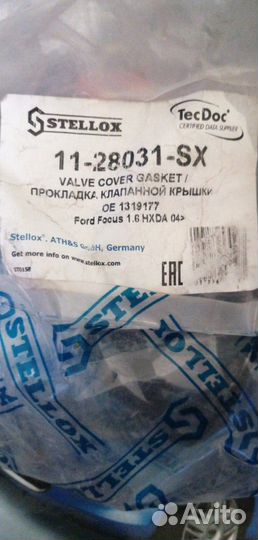 STELLOX
TecDoc
CERTIFIED DATA SUPPLIER
11-28031-SX
VALVE COVER GASKET /
ПРОКЛАДКА КЛАПАННОЙ КРЫШКИ
OE 1319177
Ford Focus 1.6 HXDA 04>
Stellox, ATH&S GmbH, Germany
Get more info on www.stellox.com
EAC
STELLOX
Avito